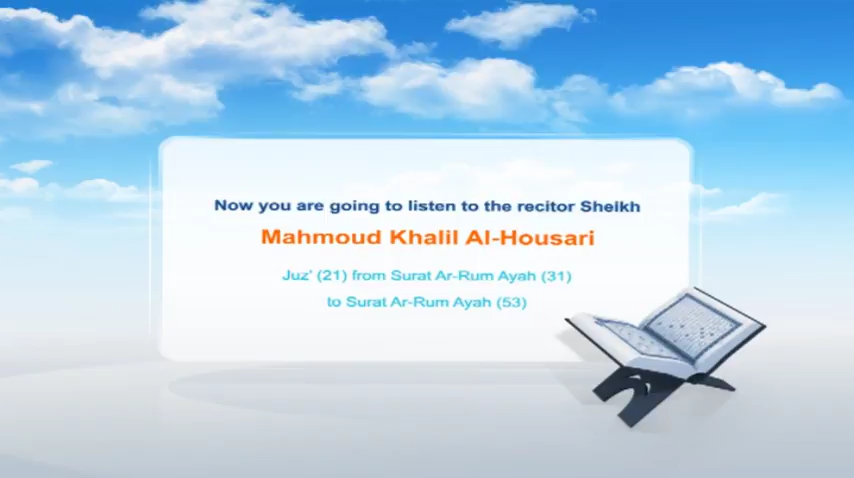 Now you are going to listen to the recitor Sheikh
Mahmoud Khalil Al-Housari
Juz' (21) from Surat Ar-Rum Ayah (31)
to Surat Ar-Rum Ayah (53)